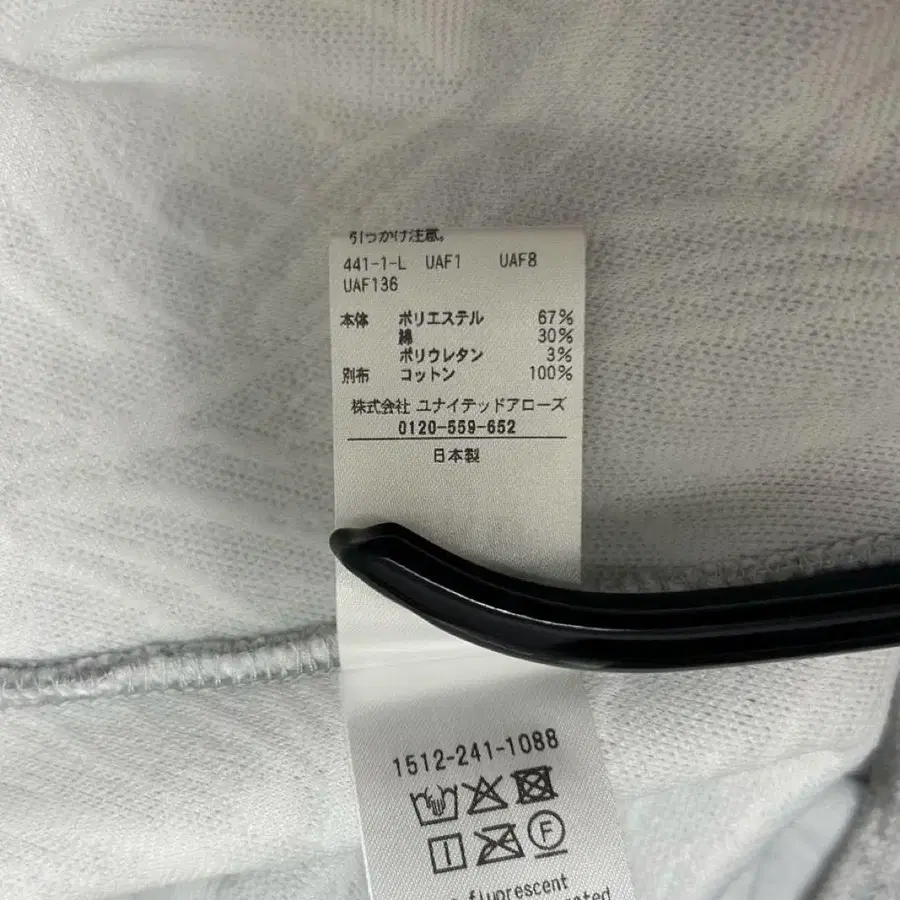 引っかけ注意。
441-1-L UAF1 UAF8
UAF136
本体 ポリエステル 67%
綿 30%
ポリウレタン 3%
別布 コットン 100%
株式会社 ユナイテッドアローズ
0120-559-652
日本製
1512-241-1088
F
fluorescent